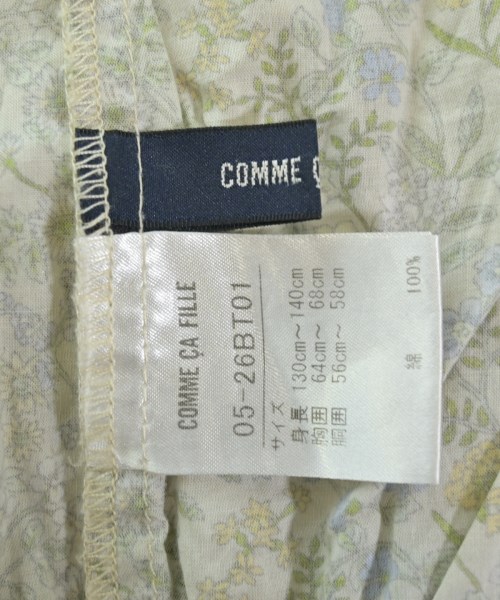 COMME Ç
COMME ÇA FILLE
05-26BT01
サイズ
身長 130cm～ 140cm
胸囲 64cm～ 68cm
胴囲 56cm～ 58cm
綿 100%